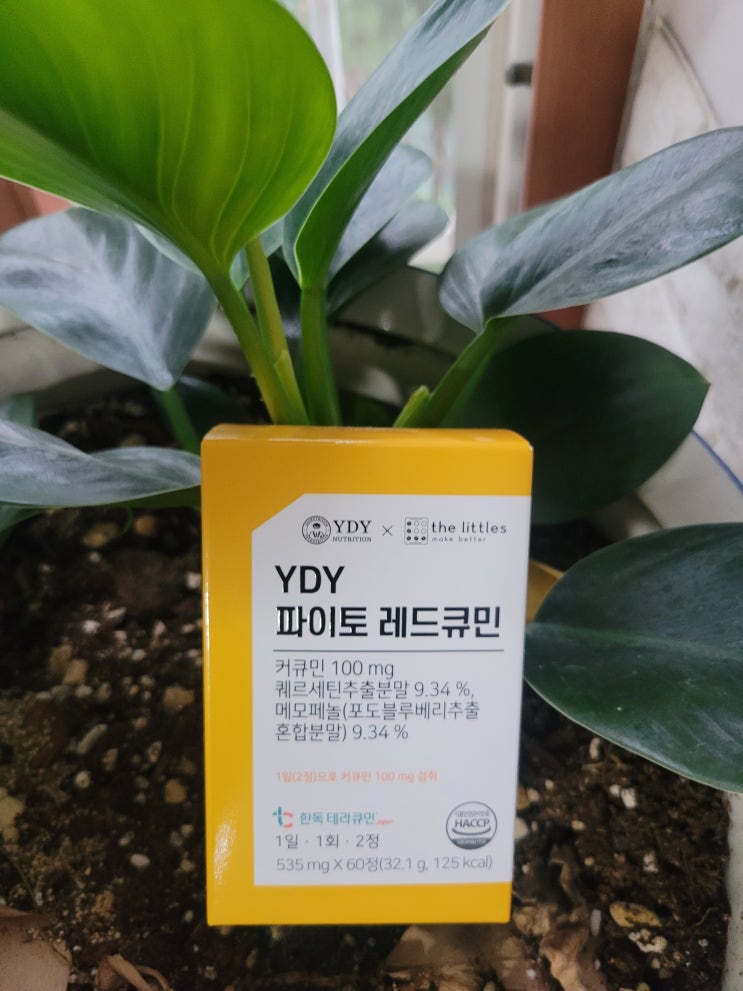 YDY
NUTRITION
×
the littles
make better
YDY
파이토 레드큐민
커큐민 100 mg
퀘르세틴추출분말 9.34 %,
메모페놀(포도블루베리추출
혼합분말) 9.34 %
1일(2정)으로 커큐민 100 mg 섭취
한독 테라큐민
HACCP
1일 · 1회 · 2정
535 mg X 60정(32.1 g, 125 kcal)